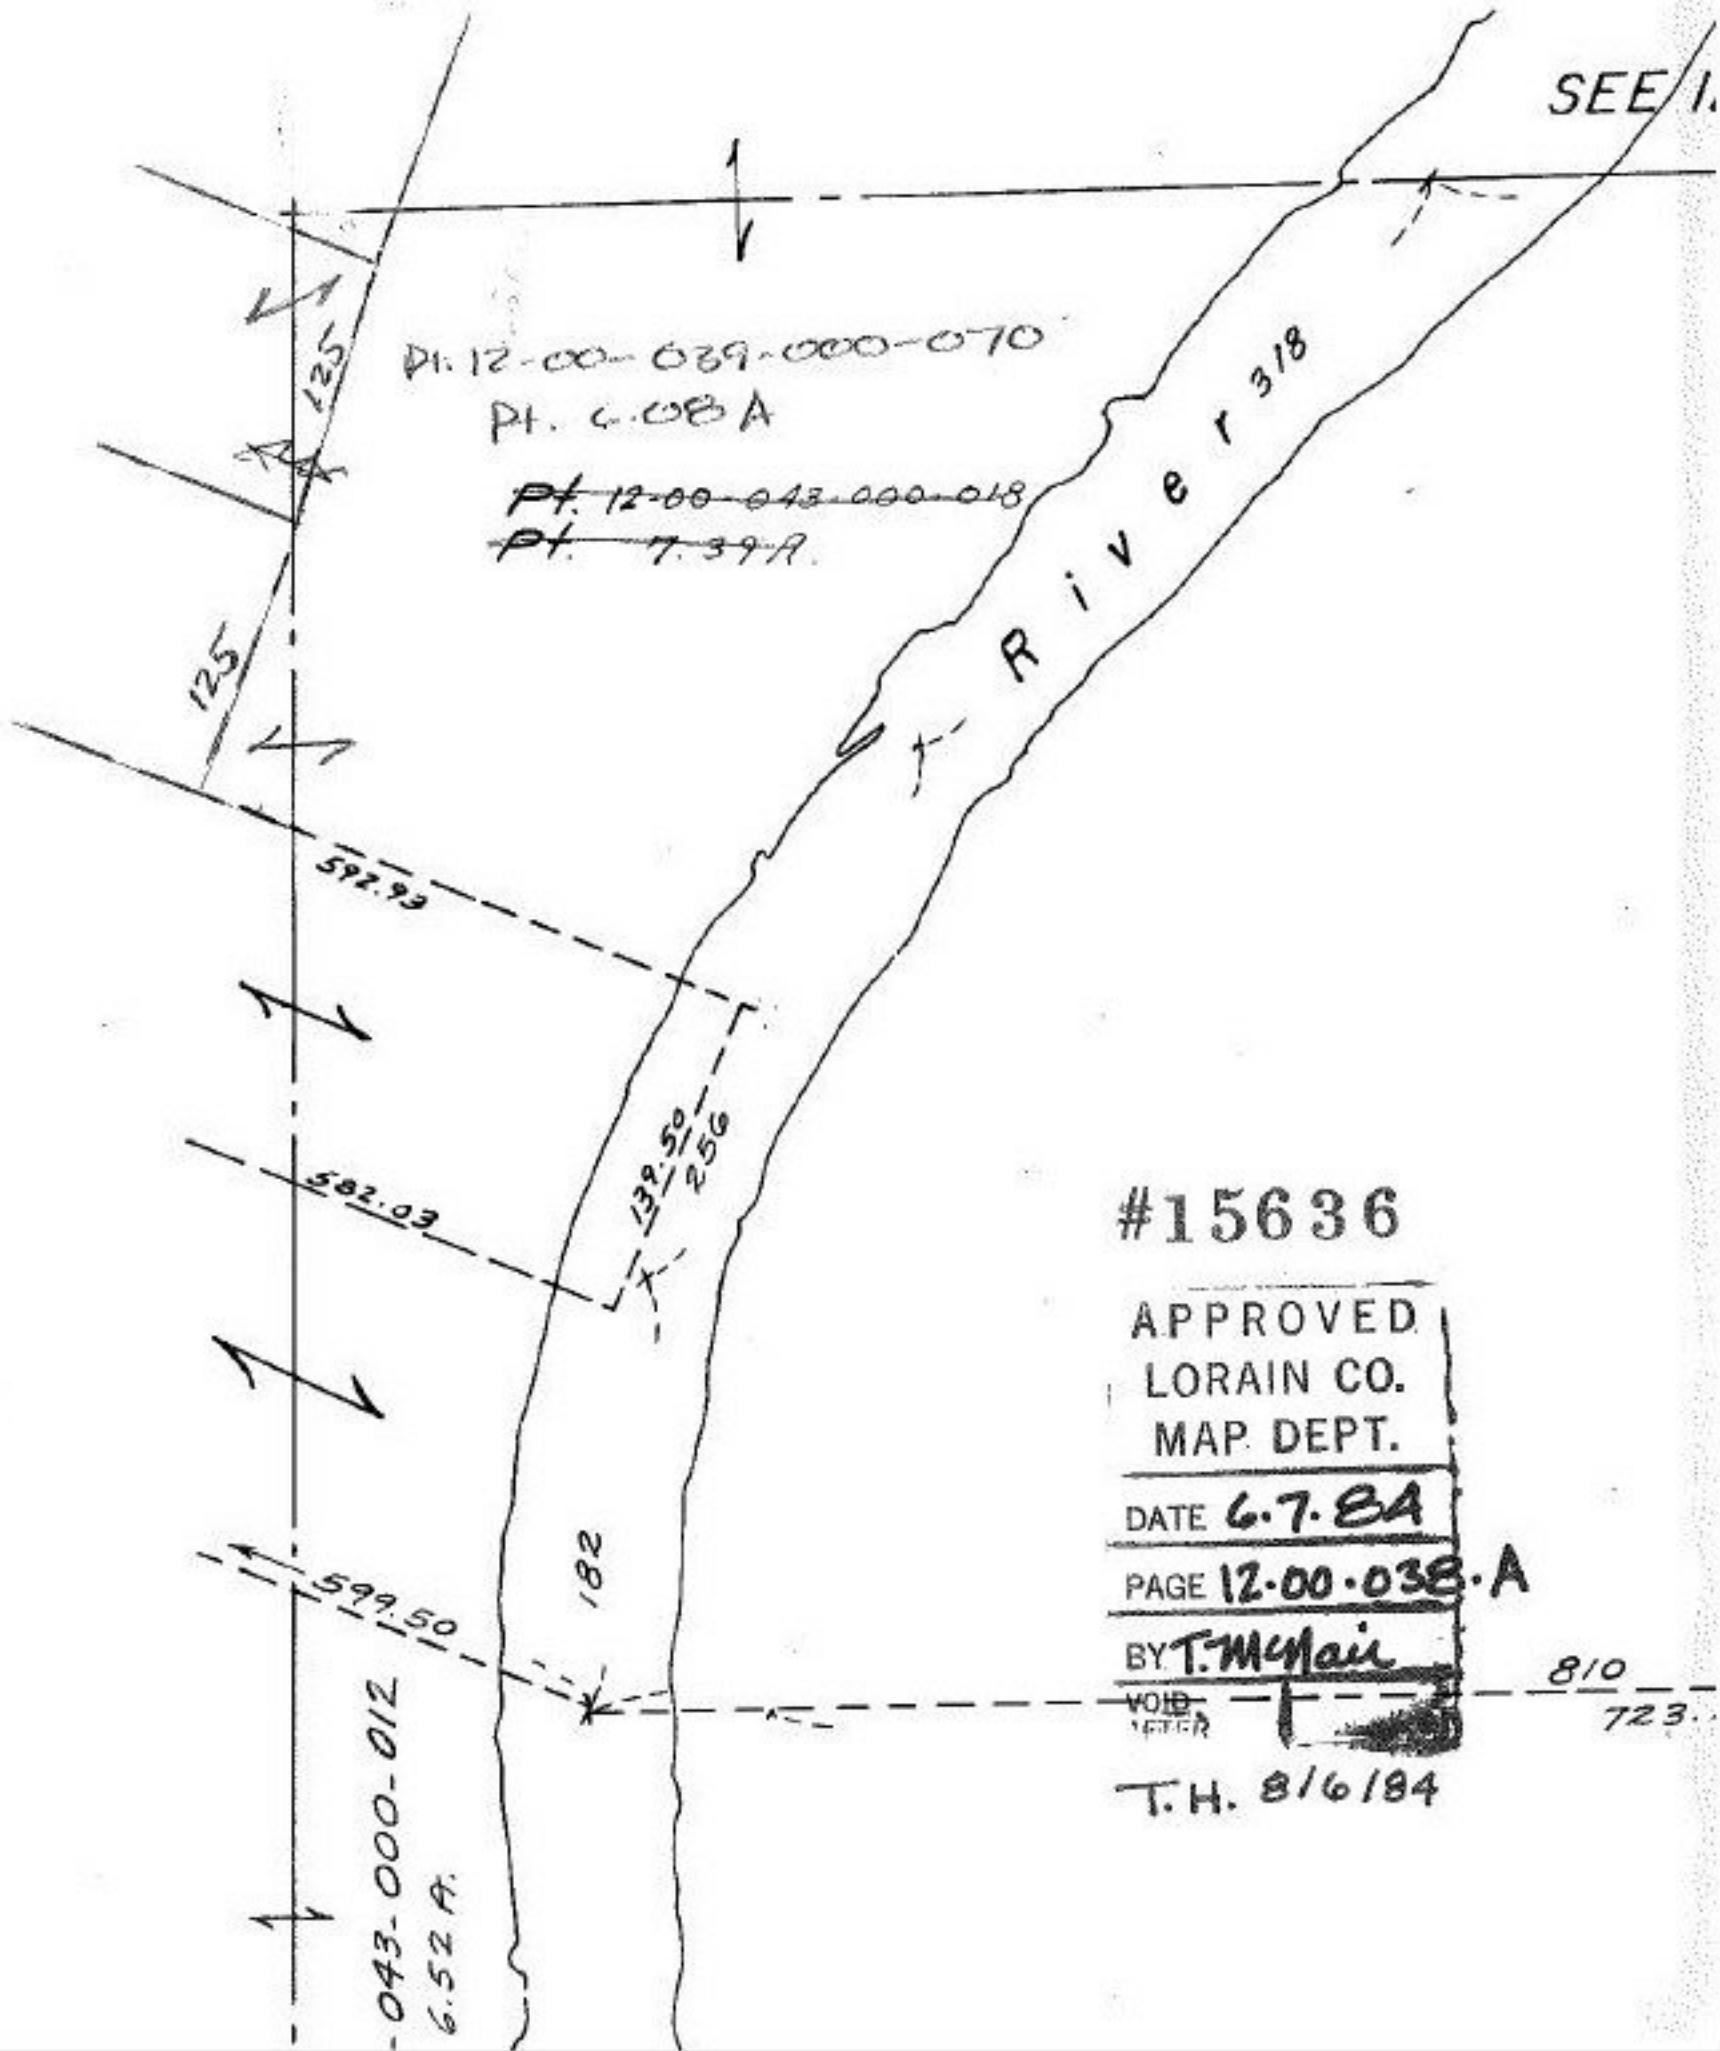 SEE
125
Pt. 12-00-039-000-070
Pt. 6.08 A
Pt. 12-00-043-000-018
Pt. 7.39 A.
River 318
125
592.93
139.50
256
582.03
#15636
APPROVED
LORAIN CO.
MAP DEPT.
DATE 6.7.84
PAGE 12.00.038.A
BY T. McNair
VOID
AFTER
182
599.50
810
723.
T.H. 8/6/84
-043-000-012
6.52 A.